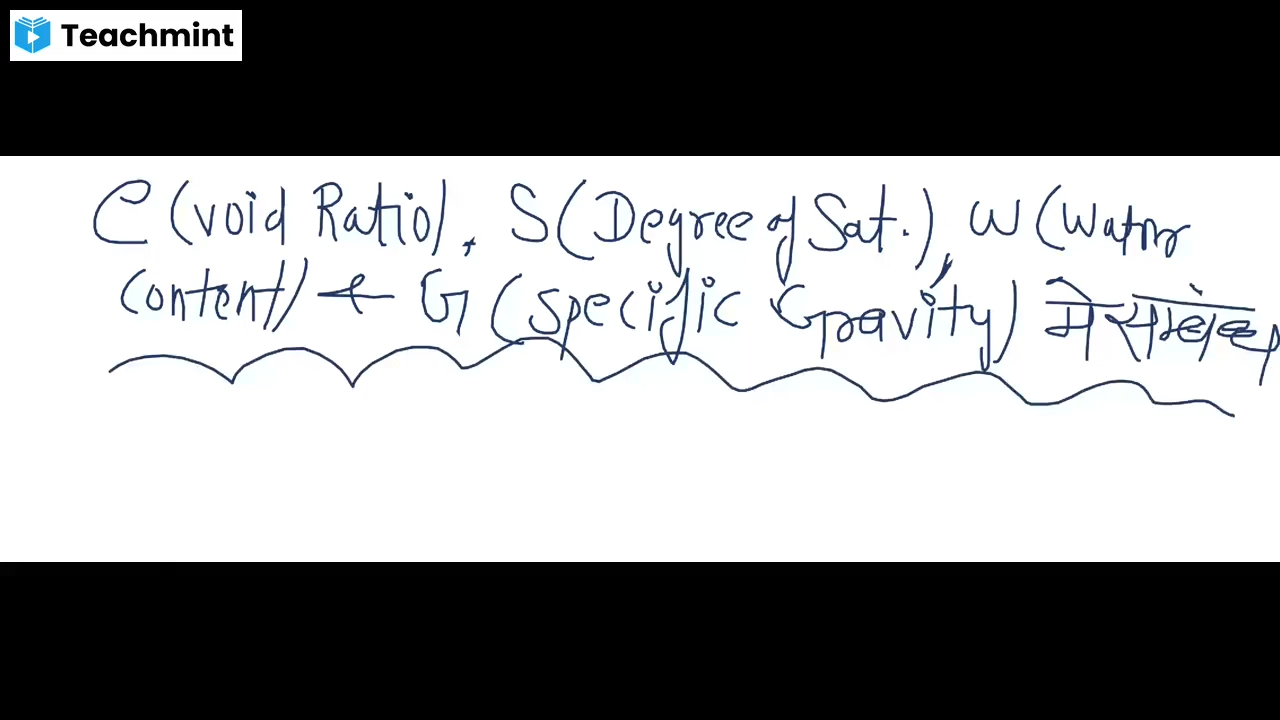 Teachmint
e (void Ratio), S (Degree of Sat.), W (Water
Content) & G (Specific Gravity) में संबंध